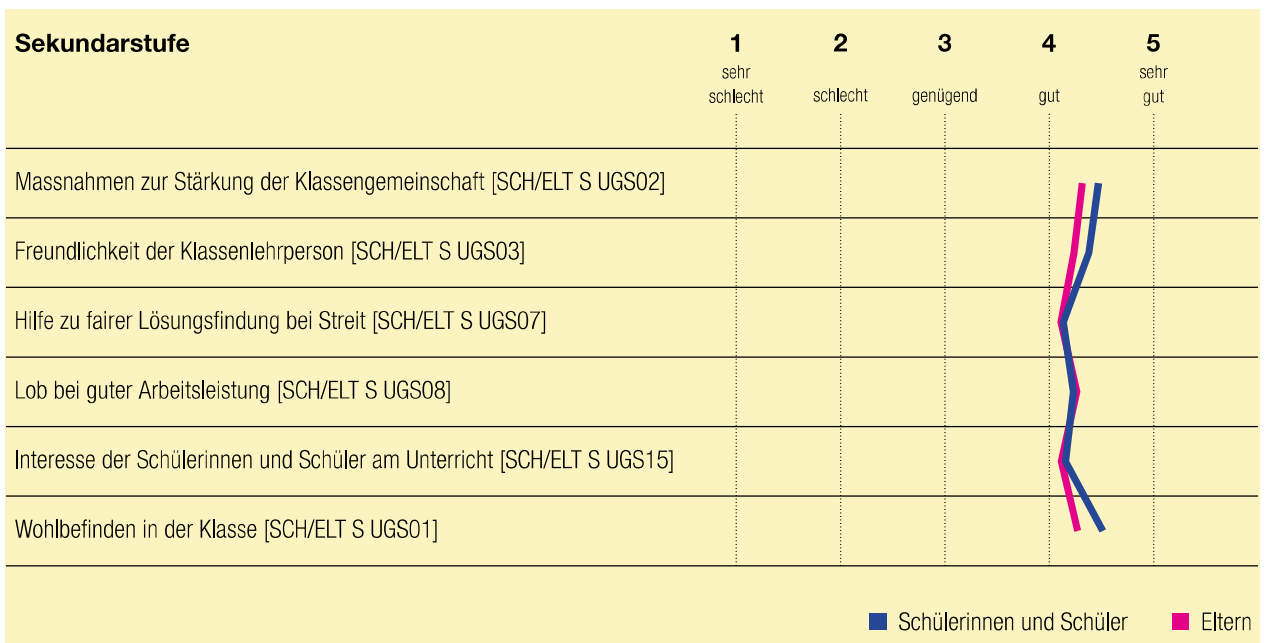 Sekundarstufe 1 2 3 4 5
sehr schlecht schlecht genügend gut sehr gut
Massnahmen zur Stärkung der Klassengemeinschaft [SCH/ELT S UGS02]
Freundlichkeit der Klassenlehrperson [SCH/ELT S UGS03]
Hilfe zu fairer Lösungsfindung bei Streit [SCH/ELT S UGS07]
Lob bei guter Arbeitsleistung [SCH/ELT S UGS08]
Interesse der Schülerinnen und Schüler am Unterricht [SCH/ELT S UGS15]
Wohlbefinden in der Klasse [SCH/ELT S UGS01]
Schülerinnen und Schüler Eltern